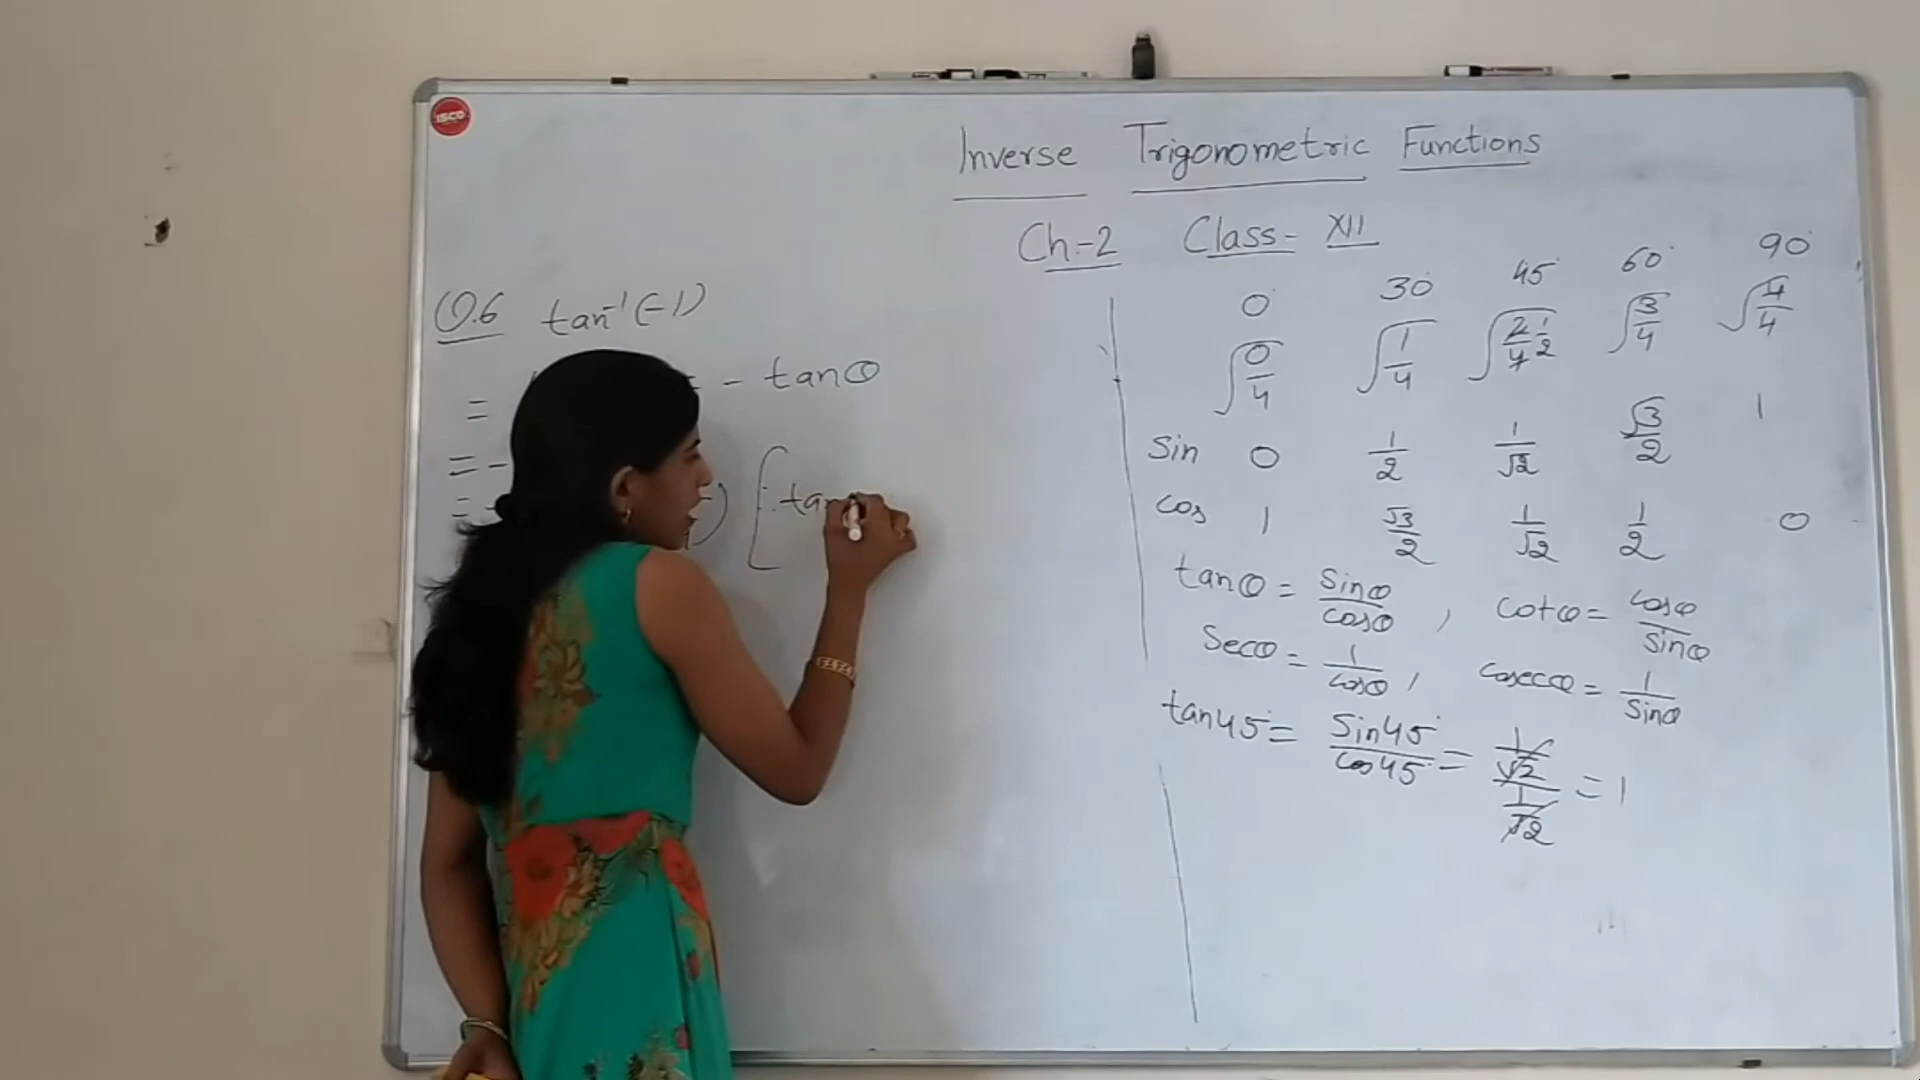 ISCO
Inverse Trigonometric Functions
Ch-2 Class- XII
Q.6 tan⁻¹(-1)
= - tanθ
= -
=
[∵ tan
0° 30° 45° 60° 90°
√0/4 √1/4 √2/4 1/2 √3/4 √4/4
sin 0 1/2 1/√2 √3/2 1
cos 1 √3/2 1/√2 1/2 0
tanθ = sinθ/cosθ , cotθ = cosθ/sinθ
Secθ = 1/cosθ , cosecθ = 1/sinθ
tan45° = Sin45°/cos45° = 1/√2 / 1/√2 = 1